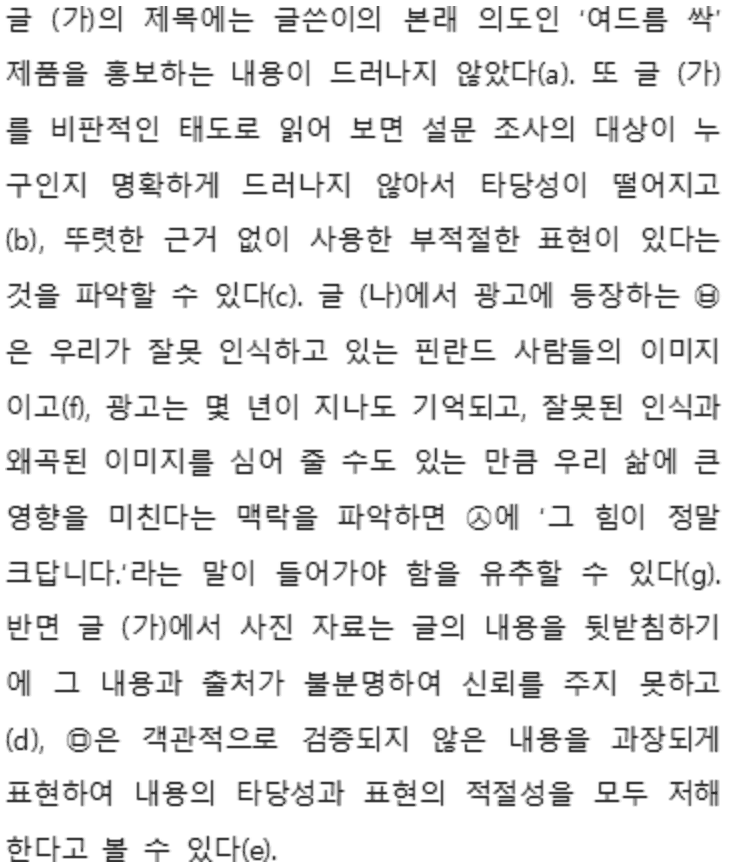 글 (가)의 제목에는 글쓴이의 본래 의도인 '여드름 싹'
제품을 홍보하는 내용이 드러나지 않았다(a). 또 글 (가)
를 비판적인 태도로 읽어 보면 설문 조사의 대상이 누
구인지 명확하게 드러나지 않아서 타당성이 떨어지고
(b), 뚜렷한 근거 없이 사용한 부적절한 표현이 있다는
것을 파악할 수 있다(c). 글 (나)에서 광고에 등장하는 ㉥
은 우리가 잘못 인식하고 있는 핀란드 사람들의 이미지
이고(f), 광고는 몇 년이 지나도 기억되고, 잘못된 인식과
왜곡된 이미지를 심어 줄 수도 있는 만큼 우리 삶에 큰
영향을 미친다는 맥락을 파악하면 ㉦에 '그 힘이 정말
크답니다.'라는 말이 들어가야 함을 유추할 수 있다(g).
반면 글 (가)에서 사진 자료는 글의 내용을 뒷받침하기
에 그 내용과 출처가 불분명하여 신뢰를 주지 못하고
(d), ㉤은 객관적으로 검증되지 않은 내용을 과장되게
표현하여 내용의 타당성과 표현의 적절성을 모두 저해
한다고 볼 수 있다(e).